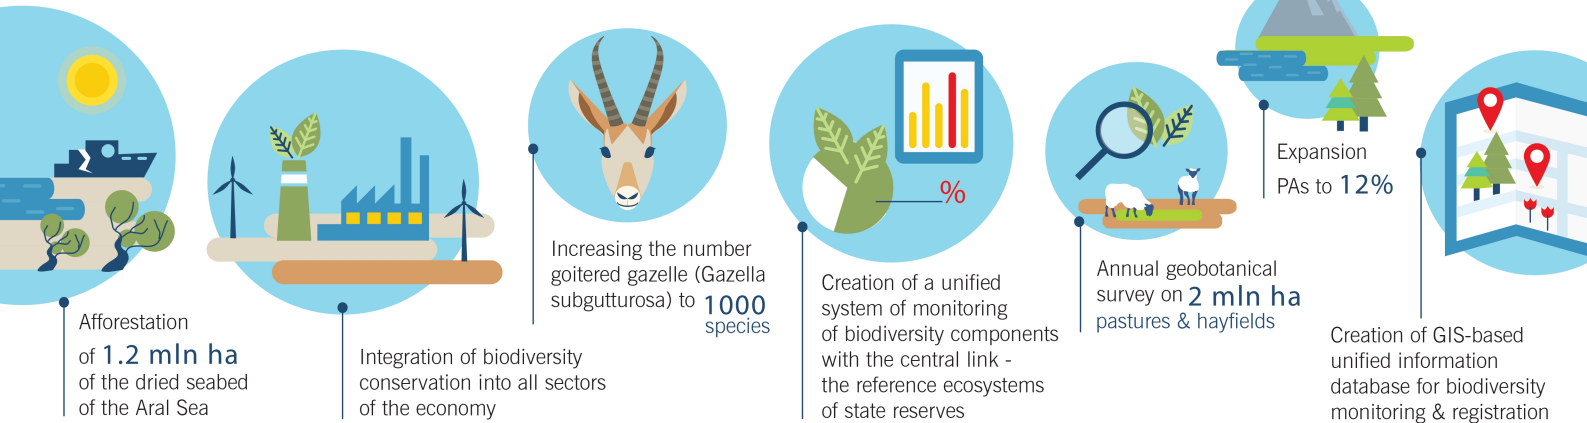 Afforestation
of 1.2 mln ha
of the dried seabed
of the Aral Sea
Integration of biodiversity
conservation into all sectors
of the economy
Increasing the number
goitered gazelle (Gazella
subgutturosa) to 1000
species
%
Creation of a unified
system of monitoring
of biodiversity components
with the central link -
the reference ecosystems
of state reserves
Annual geobotanical
survey on 2 mln ha
pastures & hayfields
Expansion
PAs to 12%
Creation of GIS-based
unified information
database for biodiversity
monitoring & registration